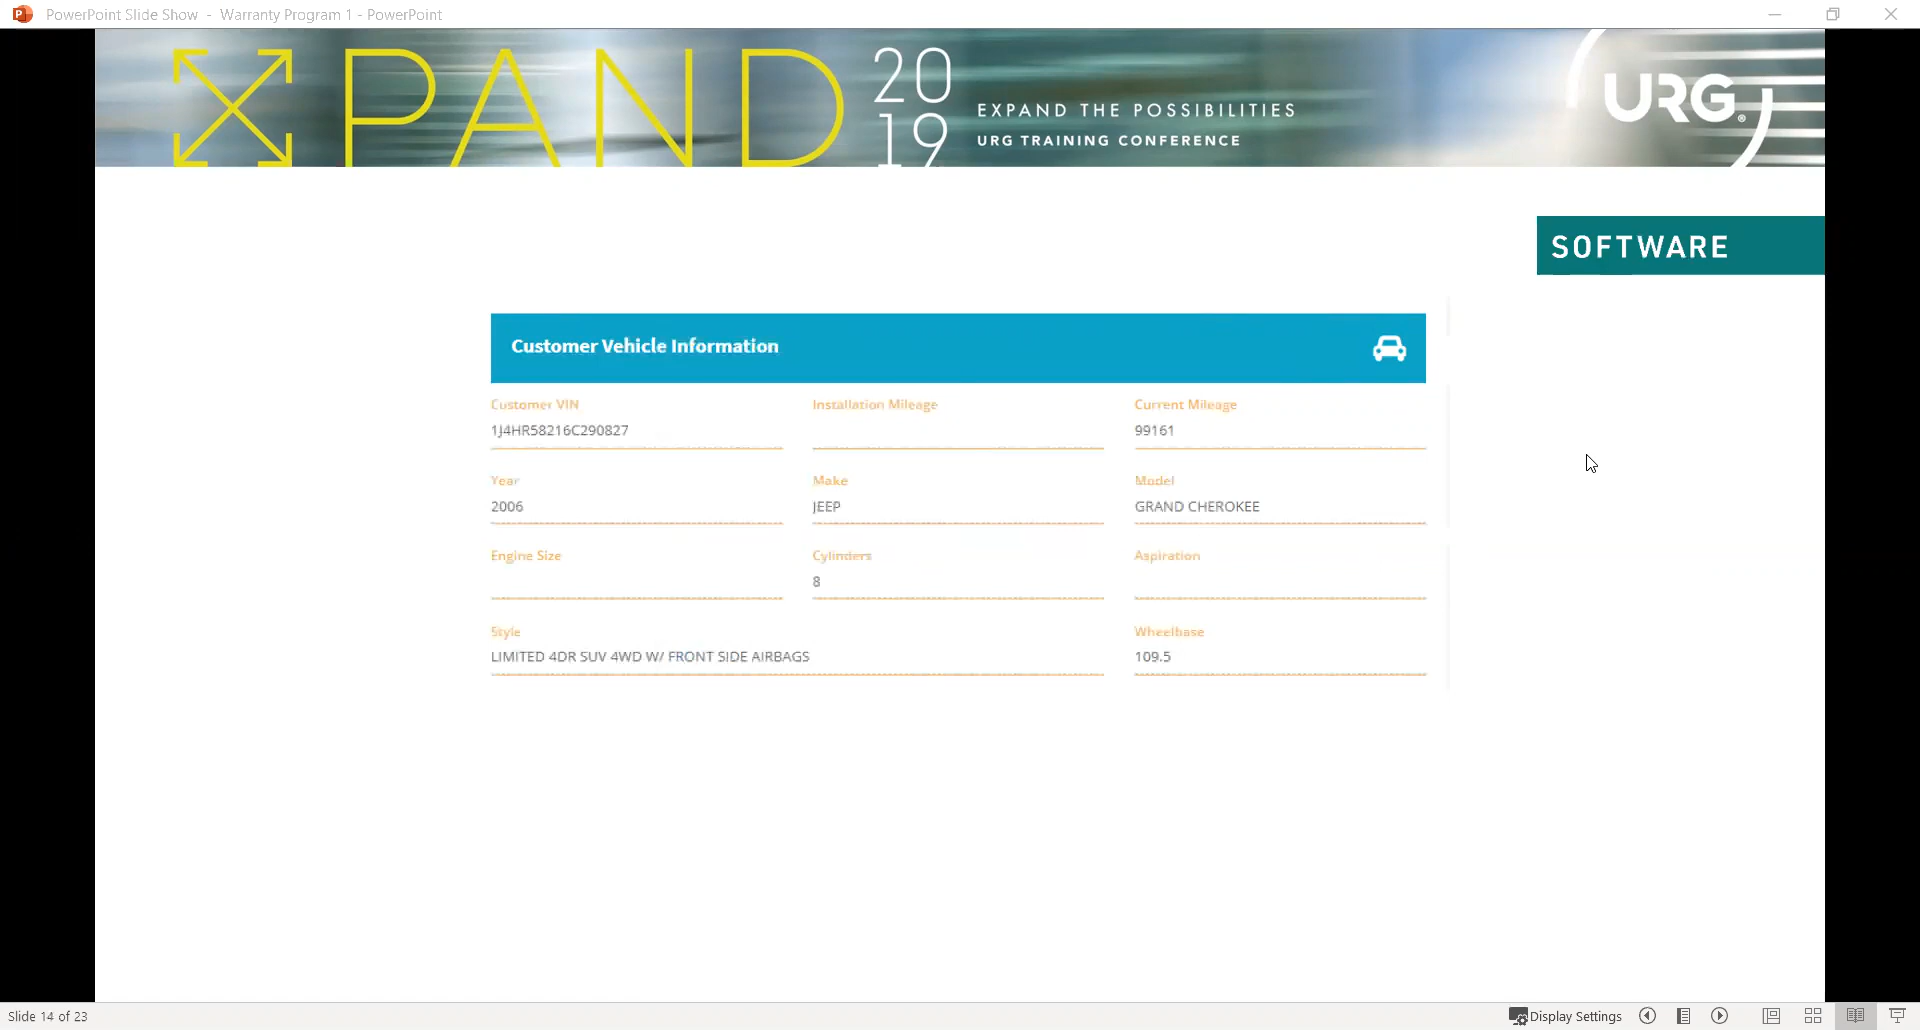 PowerPoint Slide Show - Warranty Program 1 - PowerPoint
XPAND 2019
EXPAND THE POSSIBILITIES
URG TRAINING CONFERENCE
URG®
SOFTWARE
Customer Vehicle Information
Customer VIN Installation Mileage Current Mileage
1J4HR58216C290827 99161
Year Make Model
2006 JEEP GRAND CHEROKEE
Engine Size Cylinders Aspiration
8
Style Wheelbase
LIMITED 4DR SUV 4WD W/ FRONT SIDE AIRBAGS 109.5
Slide 14 of 23 Display Settings